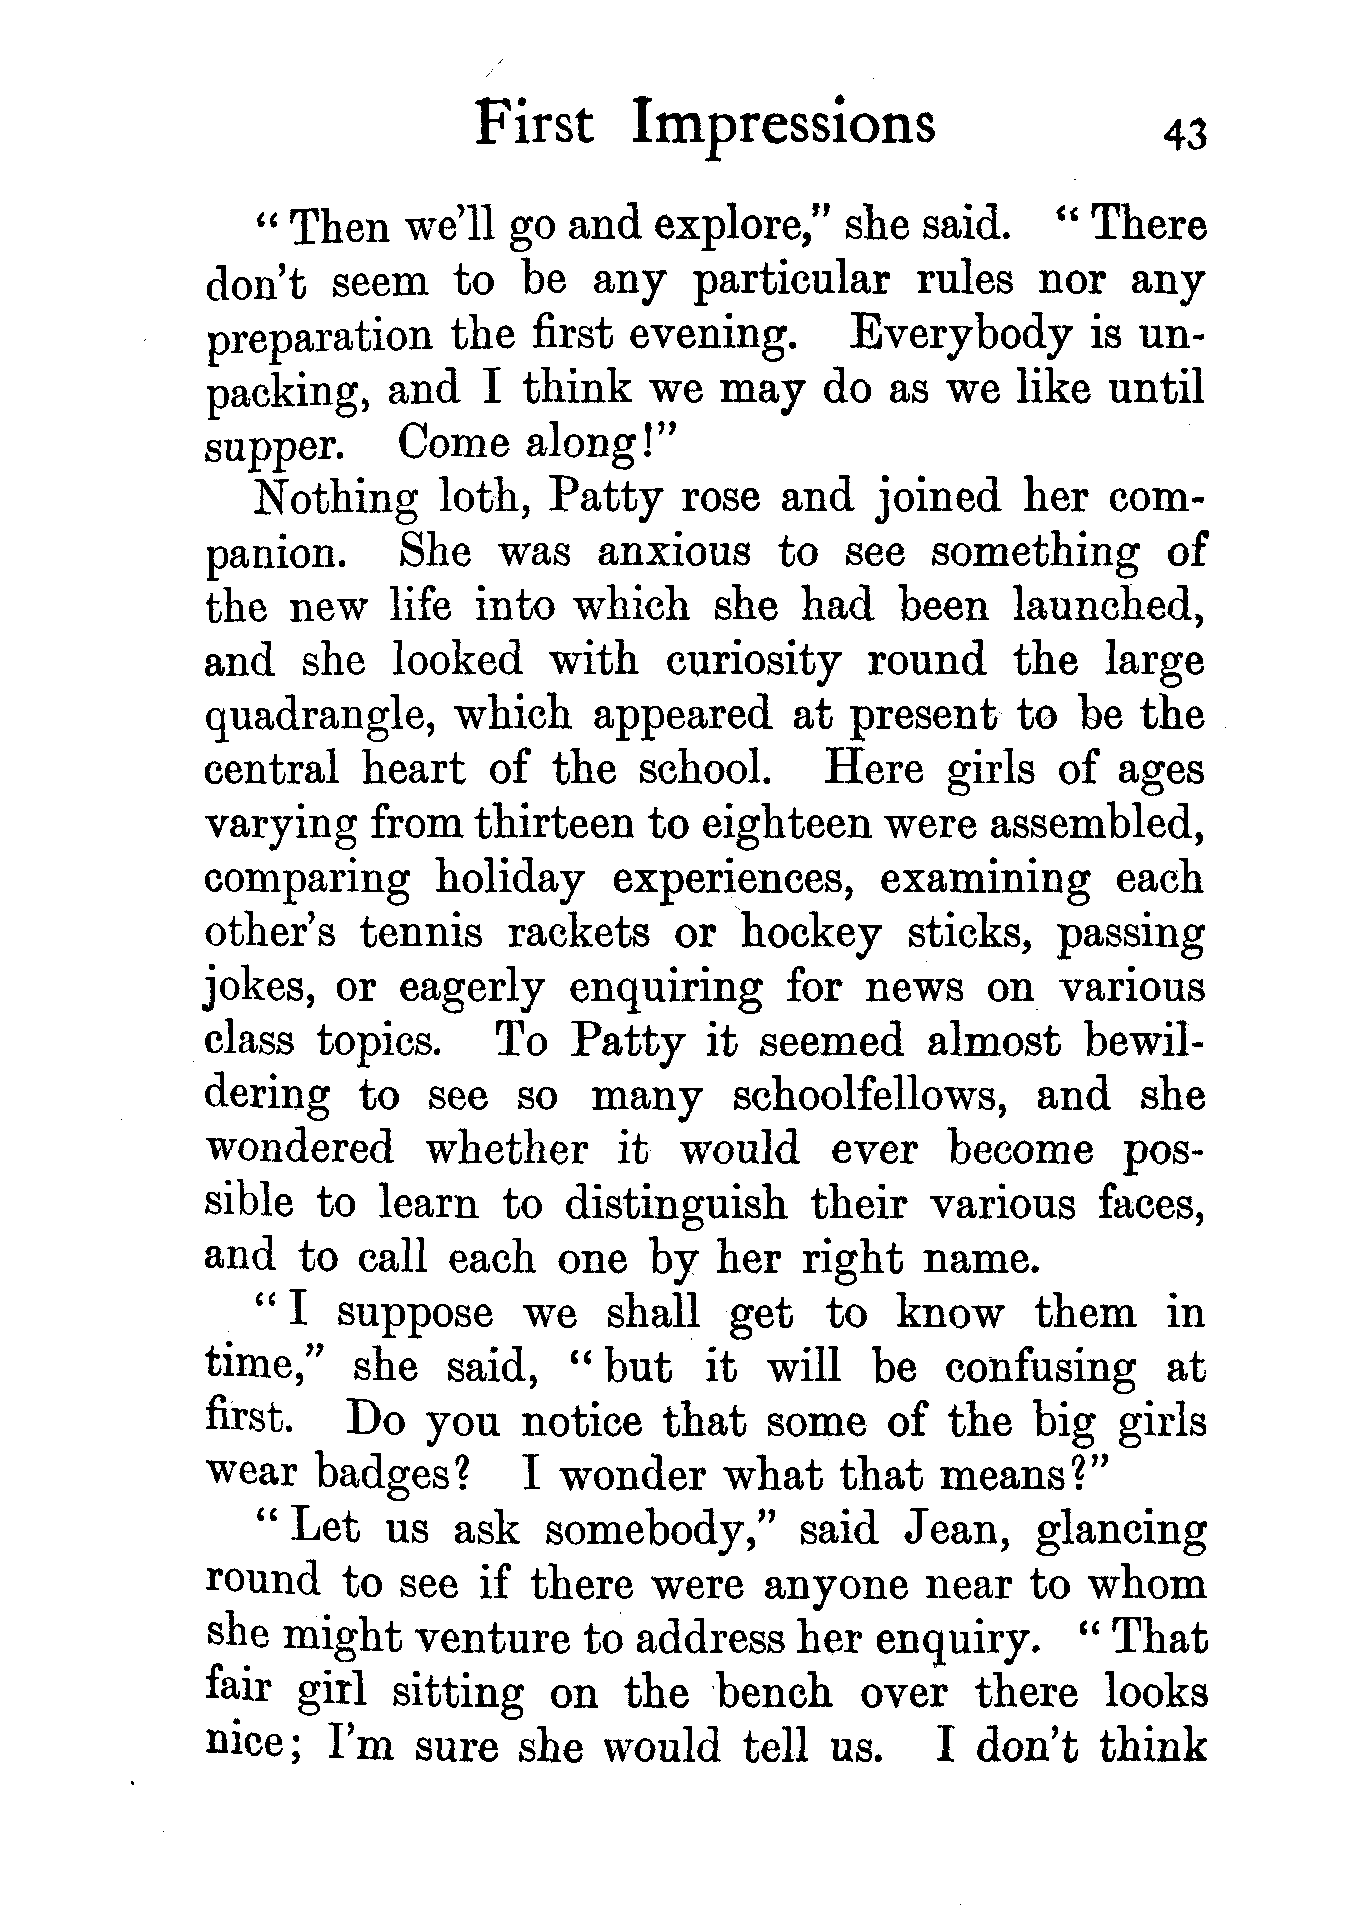 First Impressions 43
“Then we’ll go and explore,” she said. “There
don’t seem to be any particular rules nor any
preparation the first evening. Everybody is un-
packing, and I think we may do as we like until
supper. Come along!”
Nothing loth, Patty rose and joined her com-
panion. She was anxious to see something of
the new life into which she had been launched,
and she looked with curiosity round the large
quadrangle, which appeared at present to be the
central heart of the school. Here girls of ages
varying from thirteen to eighteen were assembled,
comparing holiday experiences, examining each
other’s tennis rackets or hockey sticks, passing
jokes, or eagerly enquiring for news on various
class topics. To Patty it seemed almost bewil-
dering to see so many schoolfellows, and she
wondered whether it would ever become pos-
sible to learn to distinguish their various faces,
and to call each one by her right name.
“I suppose we shall get to know them in
time,” she said, “but it will be confusing at
first. Do you notice that some of the big girls
wear badges? I wonder what that means?”
“Let us ask somebody,” said Jean, glancing
round to see if there were anyone near to whom
she might venture to address her enquiry. “That
fair girl sitting on the bench over there looks
nice; I’m sure she would tell us. I don’t think